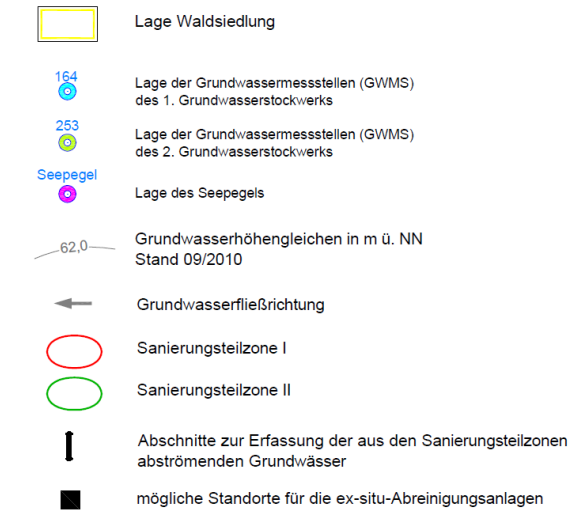 Lage Waldsiedlung
164
Lage der Grundwassermessstellen (GWMS)
des 1. Grundwasserstockwerks
253
Lage der Grundwassermessstellen (GWMS)
des 2. Grundwasserstockwerks
Seepegel
Lage des Seepegels
62,0
Grundwasserhöhengleichen in m ü. NN
Stand 09/2010
Grundwasserfließrichtung
Sanierungsteilzone I
Sanierungsteilzone II
Abschnitte zur Erfassung der aus den Sanierungsteilzonen
abströmenden Grundwässer
mögliche Standorte für die ex-situ-Abreinigungsanlagen